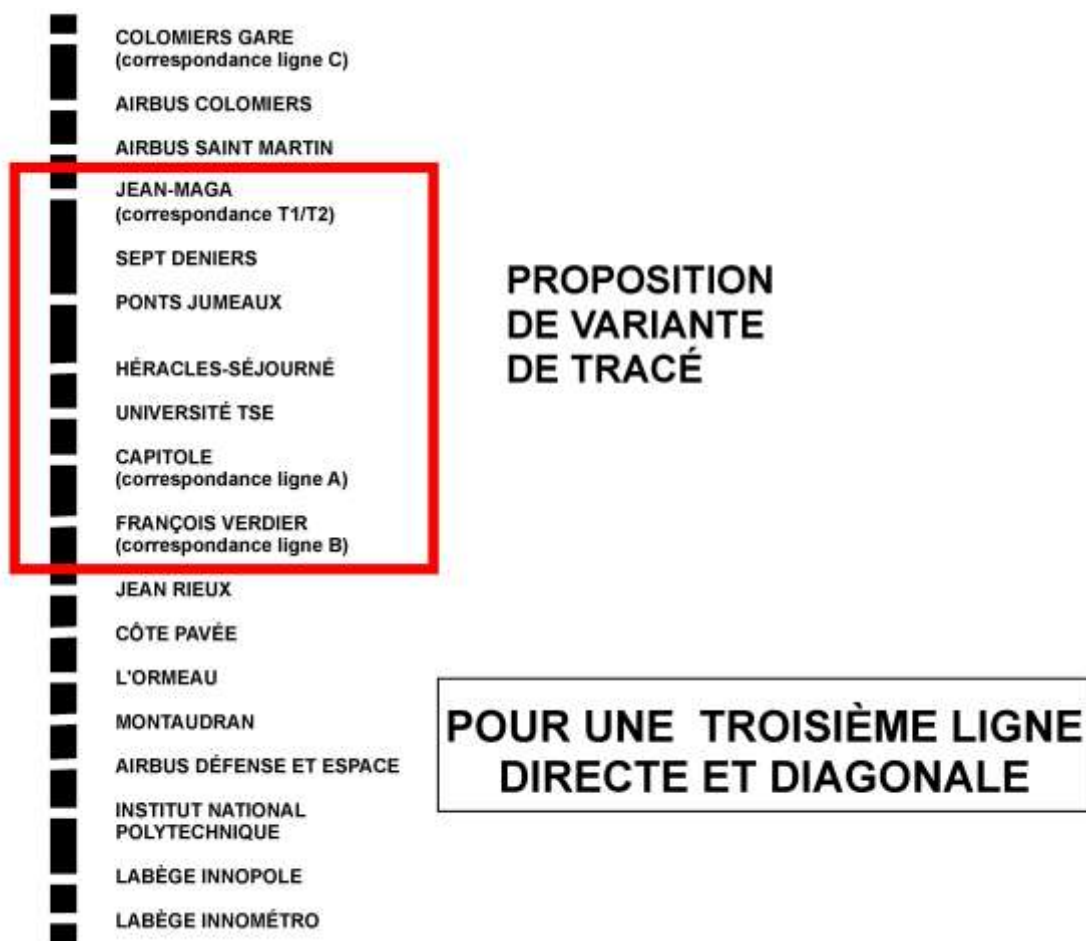 COLOMIERS GARE
(correspondance ligne C)
AIRBUS COLOMIERS
AIRBUS SAINT MARTIN
JEAN-MAGA
(correspondance T1/T2)
SEPT DENIERS
PONTS JUMEAUX
HÉRACLES-SÉJOURNÉ
UNIVERSITÉ TSE
CAPITOLE
(correspondance ligne A)
FRANÇOIS VERDIER
(correspondance ligne B)
JEAN RIEUX
CÔTE PAVÉE
L'ORMEAU
MONTAUDRAN
AIRBUS DÉFENSE ET ESPACE
INSTITUT NATIONAL
POLYTECHNIQUE
LABÈGE INNOPOLE
LABÈGE INNOMÉTRO
PROPOSITION
DE VARIANTE
DE TRACÉ
POUR UNE TROISIÈME LIGNE
DIRECTE ET DIAGONALE